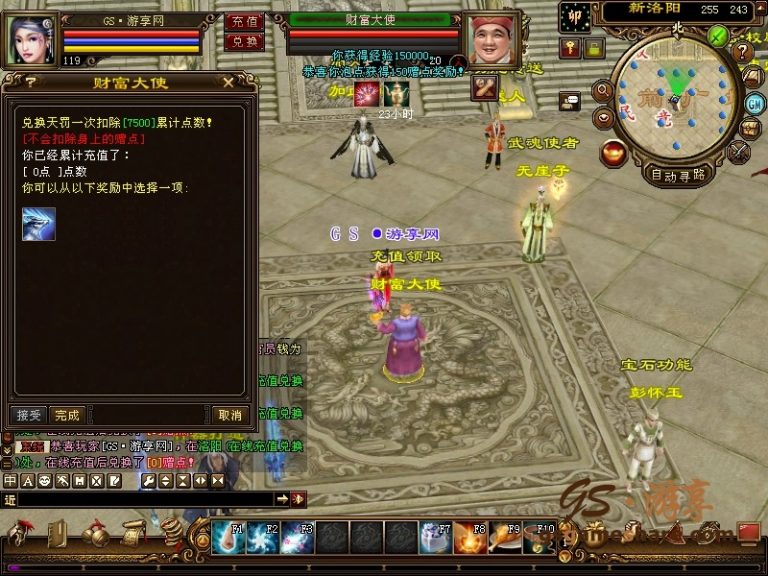 GS·游享网
119
充值
兑换
财富大使
新洛阳
255 243
北
你获得经验150000
恭喜你泡点获得150赠点奖励!
23小时
GM
自动寻路
? 财富大使
兑换天罚一次扣除[7500]累计点数!
[不会扣除身上的赠点]
你已经累计充值了:
[ 0点 ]点数
你可以从以下奖励中选择一项:
接受
完成
取消
武魂使者
无崖子
GS ●游享网
充值领取
财富大使
宝石功能
彭怀玉
充值兑换
充值兑换
恭喜玩家[GS·游享网],在洛阳(在线充值兑换
)处,在线充值后兑换了[0]赠点!
近
F1
F2
F3
F7
F8
F9
F10
GS·游享